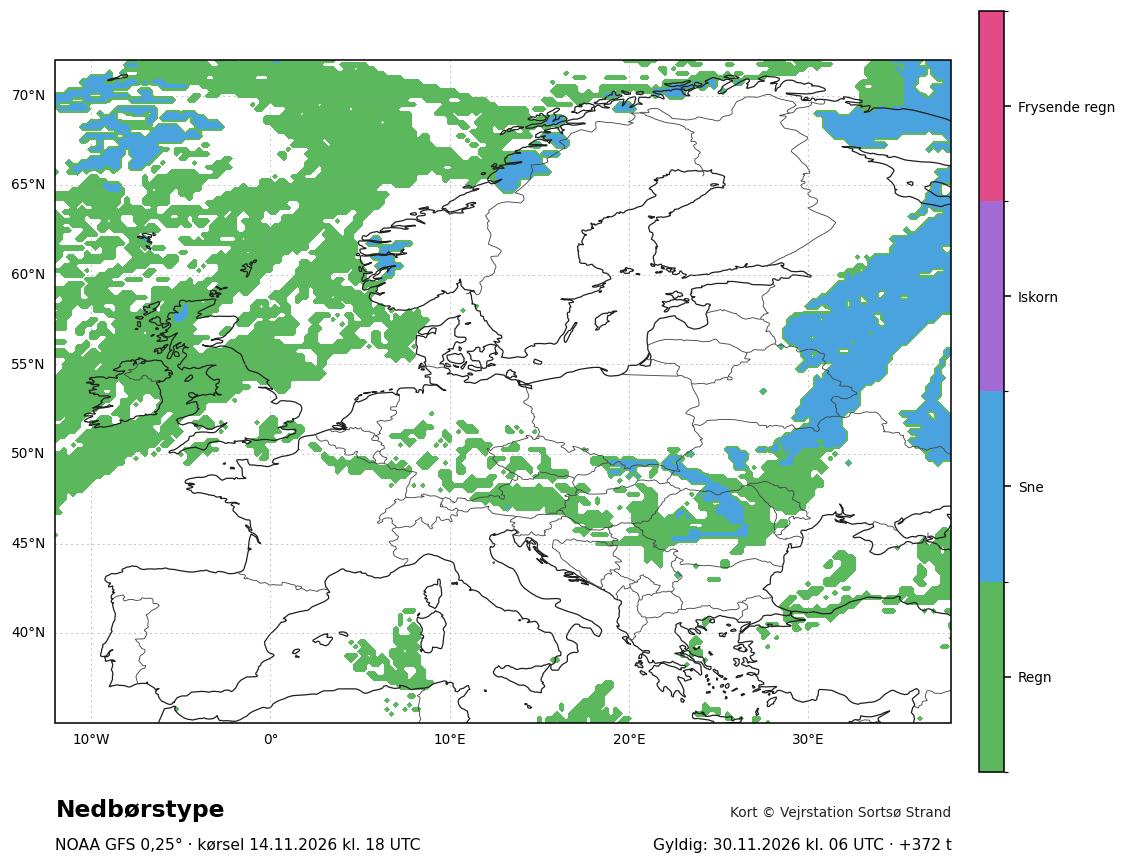 Frysende regn
Iskorn
Sne
Regn
70°N
65°N
60°N
55°N
50°N
45°N
40°N
10°W
0°
10°E
20°E
30°E
Nedbørstype
Kort © Vejrstation Sortsø Strand
NOAA GFS 0,25° · kørsel 14.11.2026 kl. 18 UTC
Gyldig: 30.11.2026 kl. 06 UTC · +372 t